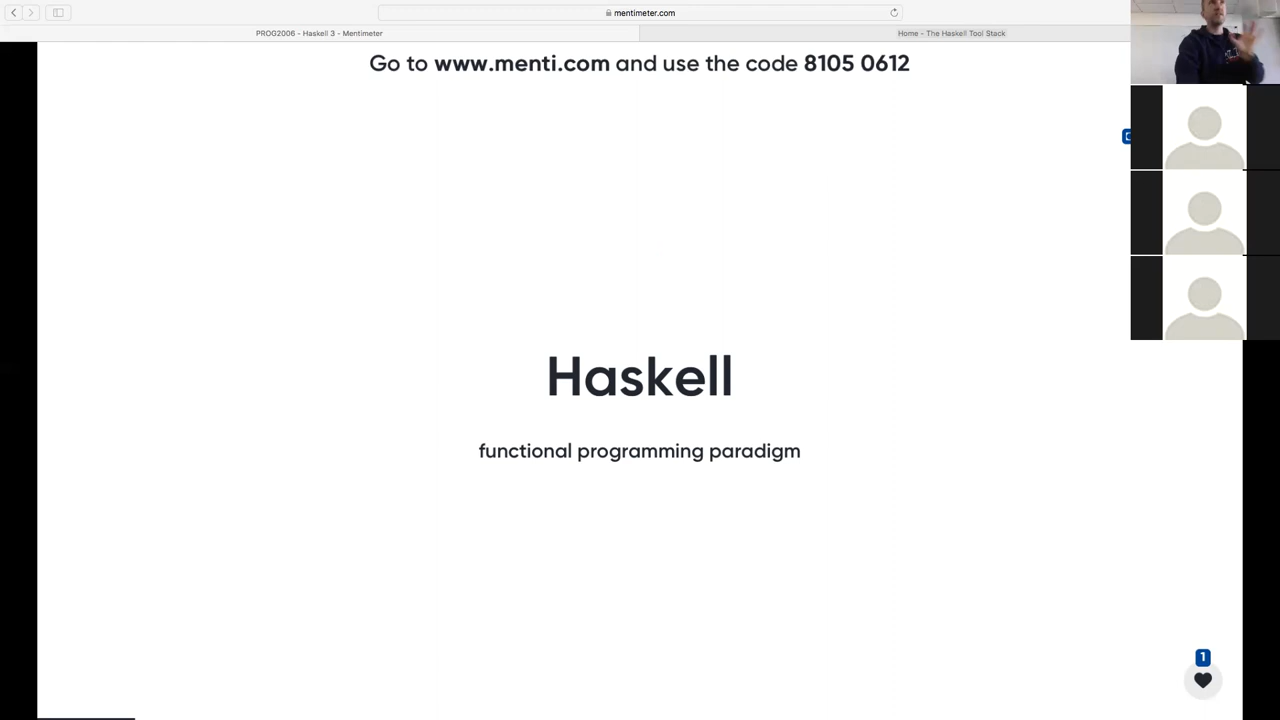 mentimeter.com
PROG2006 - Haskell 3 - Mentimeter
Home - The Haskell Tool Stack
Go to www.menti.com and use the code 8105 0612
Haskell
functional programming paradigm
1